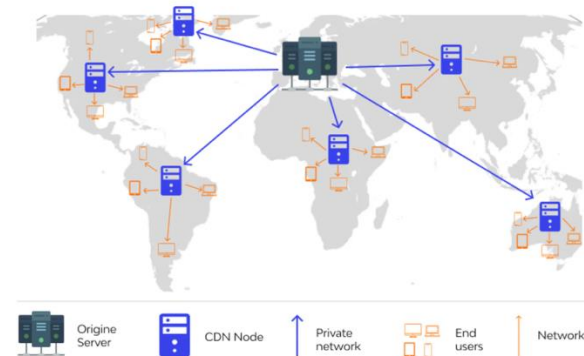 Origine
Server
CDN Node
Private
network
End
users
Network